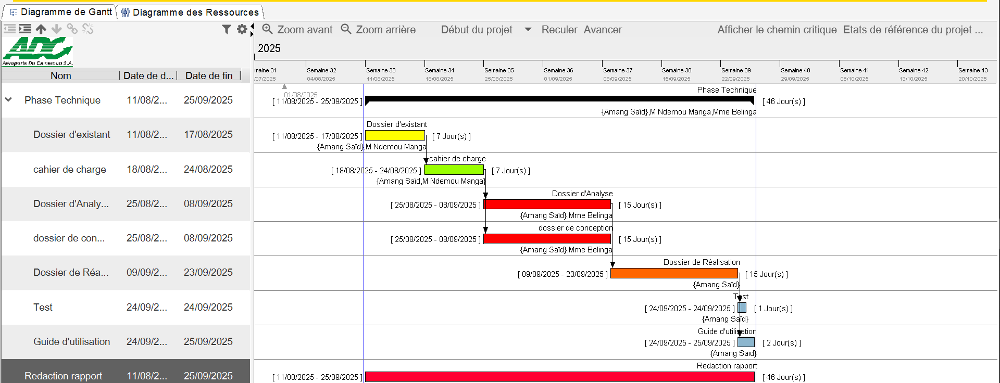 Diagramme de Gantt
Diagramme des Ressources
Zoom avant
Zoom arrière
Début du projet
Reculer
Avancer
Afficher le chemin critique
Etats de référence du projet ...
ADC
Aéroports Du Cameroun S.A.
2025
maine 31
Semaine 32
Semaine 33
Semaine 34
Semaine 35
Semaine 36
Semaine 37
Semaine 38
Semaine 39
Semaine 40
Semaine 41
Semaine 42
Semaine 43
/07/2025
04/08/2025
11/08/2025
18/08/2025
25/08/2025
01/09/2025
08/09/2025
15/09/2025
22/09/2025
29/09/2025
06/10/2025
13/10/2025
20/10/2025
Nom
Date de d...
Date de fin
01/08/2025
Phase Technique 11/08/2... 25/09/2025
Phase Technique
[ 11/08/2025 - 25/09/2025 ]
[ 46 Jour(s) ]
{Amang Saïd},M Ndemou Manga,Mme Belinga
Dossier d'existant 11/08/2... 17/08/2025
Dossier d'existant
[ 11/08/2025 - 17/08/2025 ]
[ 7 Jour(s) ]
{Amang Saïd},M Ndemou Manga
cahier de charge 18/08/2... 24/08/2025
cahier de charge
[ 18/08/2025 - 24/08/2025 ]
[ 7 Jour(s) ]
{Amang Saïd,M Ndemou Manga}
Dossier d'Analy... 25/08/2... 08/09/2025
Dossier d'Analyse
[ 25/08/2025 - 08/09/2025 ]
[ 15 Jour(s) ]
{Amang Saïd},Mme Belinga
dossier de con... 25/08/2... 08/09/2025
dossier de conception
[ 25/08/2025 - 08/09/2025 ]
[ 15 Jour(s) ]
{Amang Saïd},Mme Belinga
Dossier de Réa... 09/09/2... 23/09/2025
Dossier de Réalisation
[ 09/09/2025 - 23/09/2025 ]
[ 15 Jour(s) ]
{Amang Saïd}
Test 24/09/2... 24/09/2025
Test
[ 24/09/2025 - 24/09/2025 ]
[ 1 Jour(s) ]
{Amang Saïd}
Guide d'utilisation 24/09/2... 25/09/2025
Guide d'utilisation
[ 24/09/2025 - 25/09/2025 ]
[ 2 Jour(s) ]
{Amang Saïd}
Redaction rapport 11/08/2... 25/09/2025
Redaction rapport
[ 11/08/2025 - 25/09/2025 ]
[ 46 Jour(s) ]